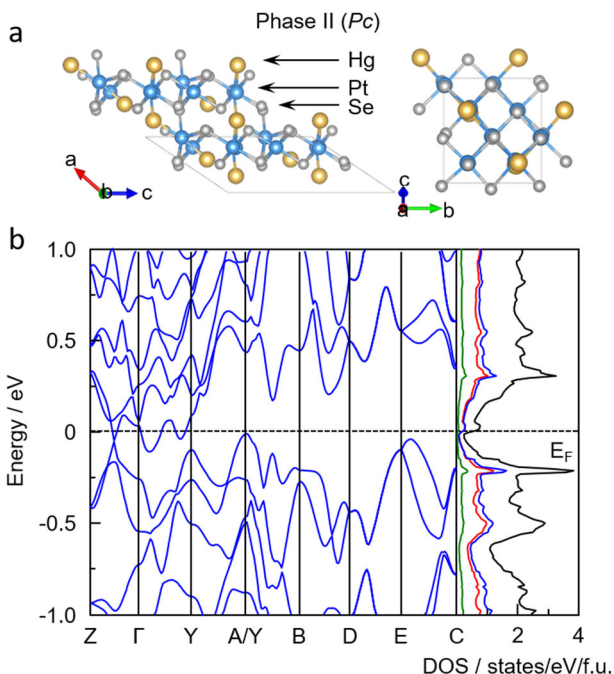 Phase II (Pc)
a
Hg
Pt
Se
a
b
c
c
a
b
b
1.0
0.5
0
-0.5
-1.0
Energy / eV
E_F
Z Γ Y A/Y B D E C 2 4
DOS / states/eV/f.u.